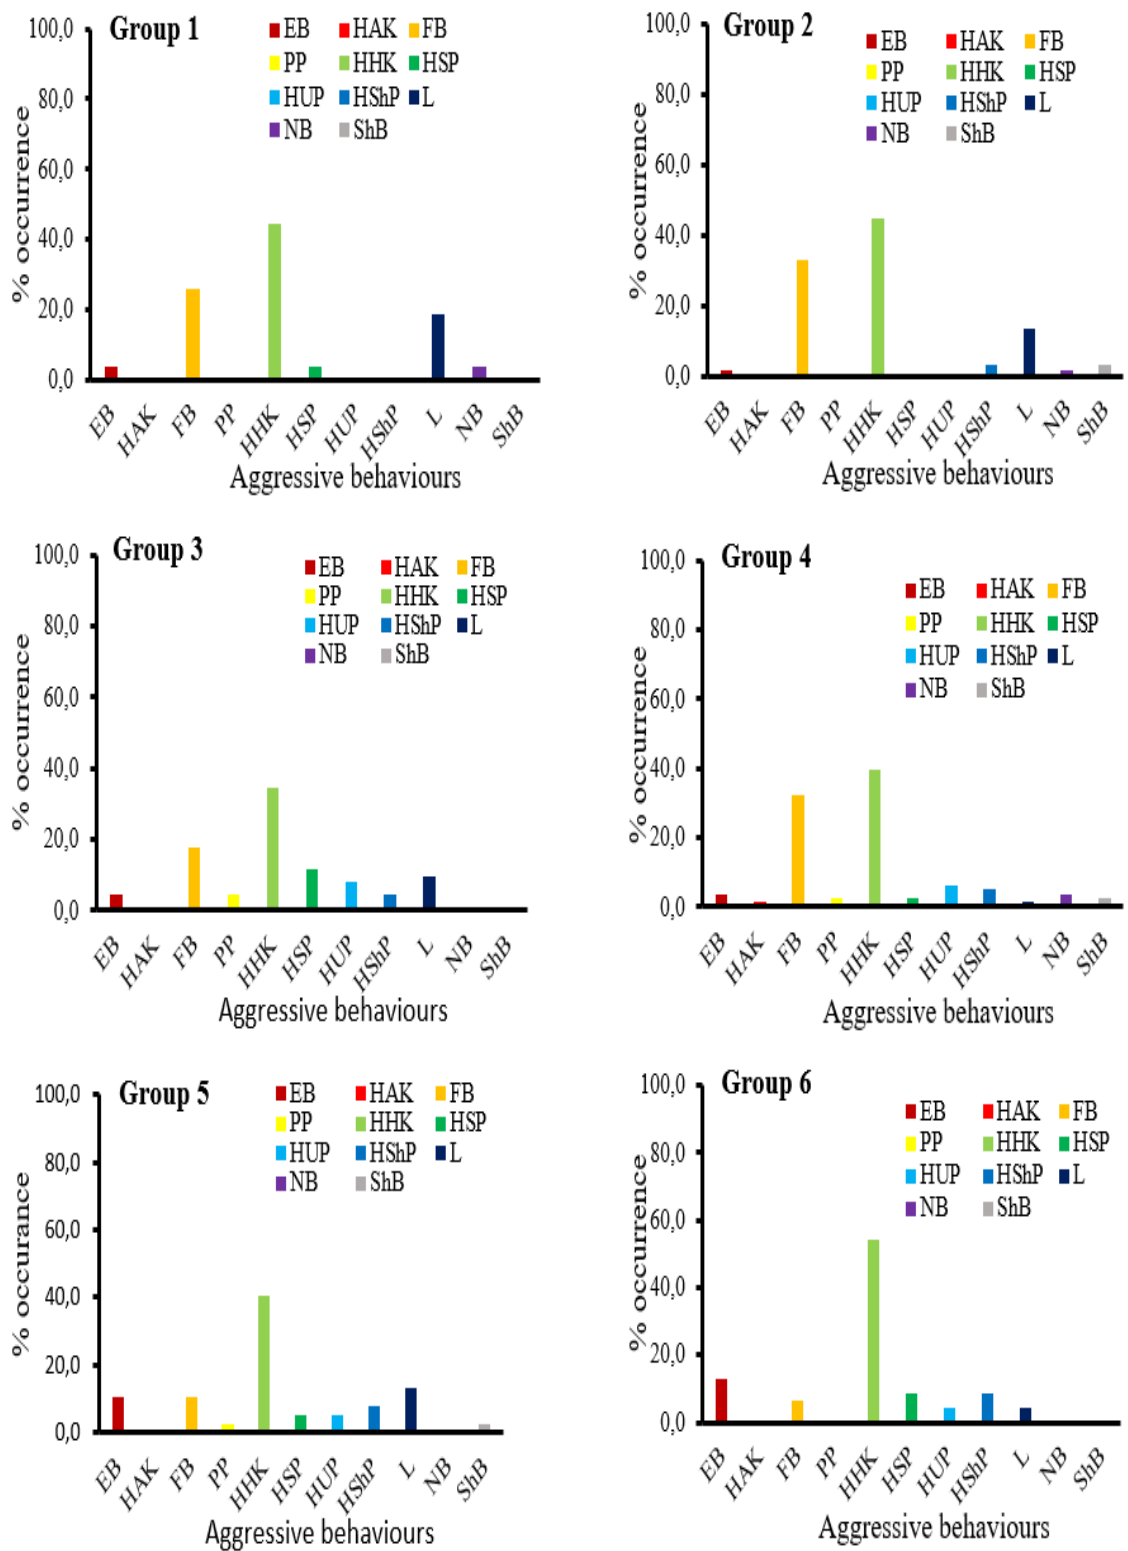 Group 1
EB HAK FB
PP HHK HSP
HUP HShP L
NB ShB
100,0
80,0
60,0
40,0
20,0
0,0
% occurrence
EB HAK FB PP HHK HSP HUP HShP L NB ShB
Aggressive behaviours
Group 2
EB HAK FB
PP HHK HSP
HUP HShP L
NB ShB
100,0
80,0
60,0
40,0
20,0
0,0
% occurrence
EB HAK FB PP HHK HSP HUP HShP L NB ShB
Aggressive behaviours
Group 3
EB HAK FB
PP HHK HSP
HUP HShP L
NB ShB
100,0
80,0
60,0
40,0
20,0
0,0
% occurrence
EB HAK FB PP HHK HSP HUP HShP L NB ShB
Aggressive behaviours
Group 4
EB HAK FB
PP HHK HSP
HUP HShP L
NB ShB
100,0
80,0
60,0
40,0
20,0
0,0
% occurrence
EB HAK FB PP HHK HSP HUP HShP L NB ShB
Aggressive behaviours
Group 5
EB HAK FB
PP HHK HSP
HUP HShP L
NB ShB
100,0
80,0
60,0
40,0
20,0
0,0
% occurance
EB HAK FB PP HHK HSP HUP HShP L NB ShB
Aggressive behaviours
Group 6
EB HAK FB
PP HHK HSP
HUP HShP L
NB ShB
100,0
80,0
60,0
40,0
20,0
0,0
% occurrence
EB HAK FB PP HHK HSP HUP HShP L NB ShB
Aggressive behaviours